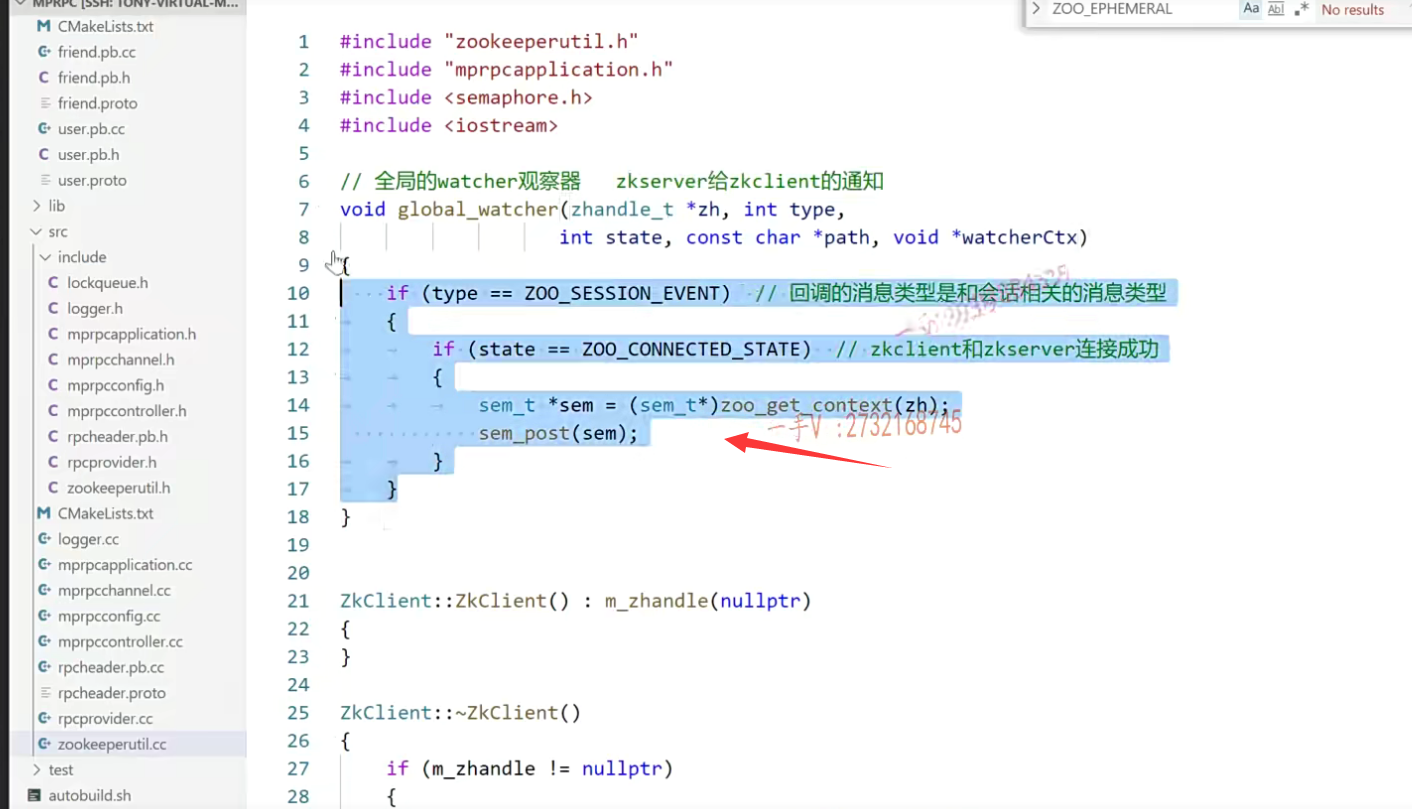 MPRPC [SSH: TONY-VIRTUAL-M...
CMakeLists.txt
friend.pb.cc
friend.pb.h
friend.proto
user.pb.cc
user.pb.h
user.proto
lib
src
include
lockqueue.h
logger.h
mprpcapplication.h
mprpcchannel.h
mprpcconfig.h
mprpccontroller.h
rpcheader.pb.h
rpcprovider.h
zookeeperutil.h
CMakeLists.txt
logger.cc
mprpcapplication.cc
mprpcchannel.cc
mprpcconfig.cc
mprpccontroller.cc
rpcheader.pb.cc
rpcheader.proto
rpcprovider.cc
zookeeperutil.cc
test
autobuild.sh
ZOO_EPHEMERAL Aa Abl .* No results
1 #include "zookeeperutil.h"
2 #include "mprpcapplication.h"
3 #include <semaphore.h>
4 #include <iostream>
5
6 // 全局的watcher观察器 zkserver给zkclient的通知
7 void global_watcher(zhandle_t *zh, int type,
8 int state, const char *path, void *watcherCtx)
9 {
10 if (type == ZOO_SESSION_EVENT) // 回调的消息类型是和会话相关的消息类型
11 {
12 if (state == ZOO_CONNECTED_STATE) // zkclient和zkserver连接成功
13 {
14 sem_t *sem = (sem_t*)zoo_get_context(zh);
15 sem_post(sem);
一手V :2732168745
16 }
17 }
18 }
19
20
21 ZkClient::ZkClient() : m_zhandle(nullptr)
22 {
23 }
24
25 ZkClient::~ZkClient()
26 {
27 if (m_zhandle != nullptr)
28 {